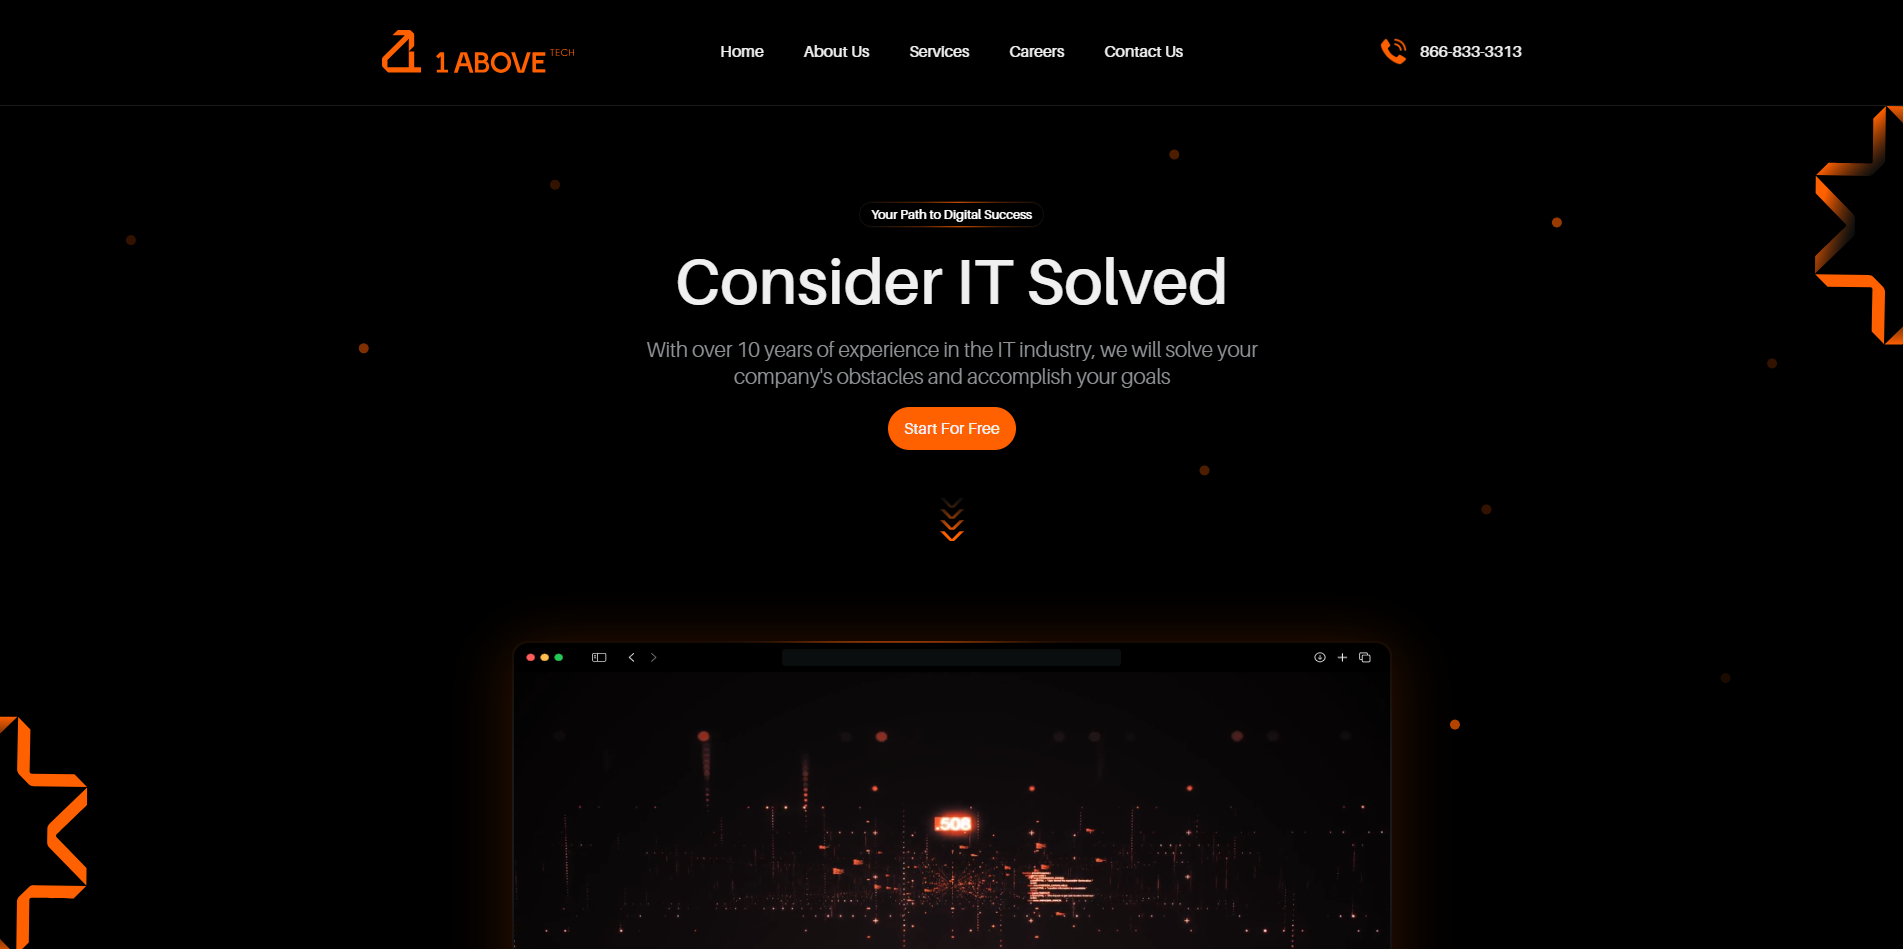 1 ABOVE TECH
Home
About Us
Services
Careers
Contact Us
866-833-3313
Your Path to Digital Success
Consider IT Solved
With over 10 years of experience in the IT industry, we will solve your
company's obstacles and accomplish your goals
Start For Free
.508